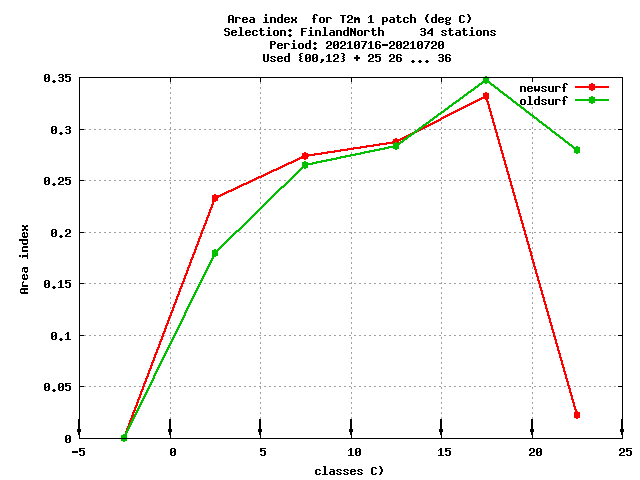 Area index  for T2m 1 patch (deg C)
Selection: FinlandNorth     34 stations
Period: 20210716-20210720
Used {00,12} + 25 26 ... 36
newsurf
oldsurf
0.35
0.3
0.25
0.2
0.15
0.1
0.05
0
Area index
-5 0 5 10 15 20 25
classes C)